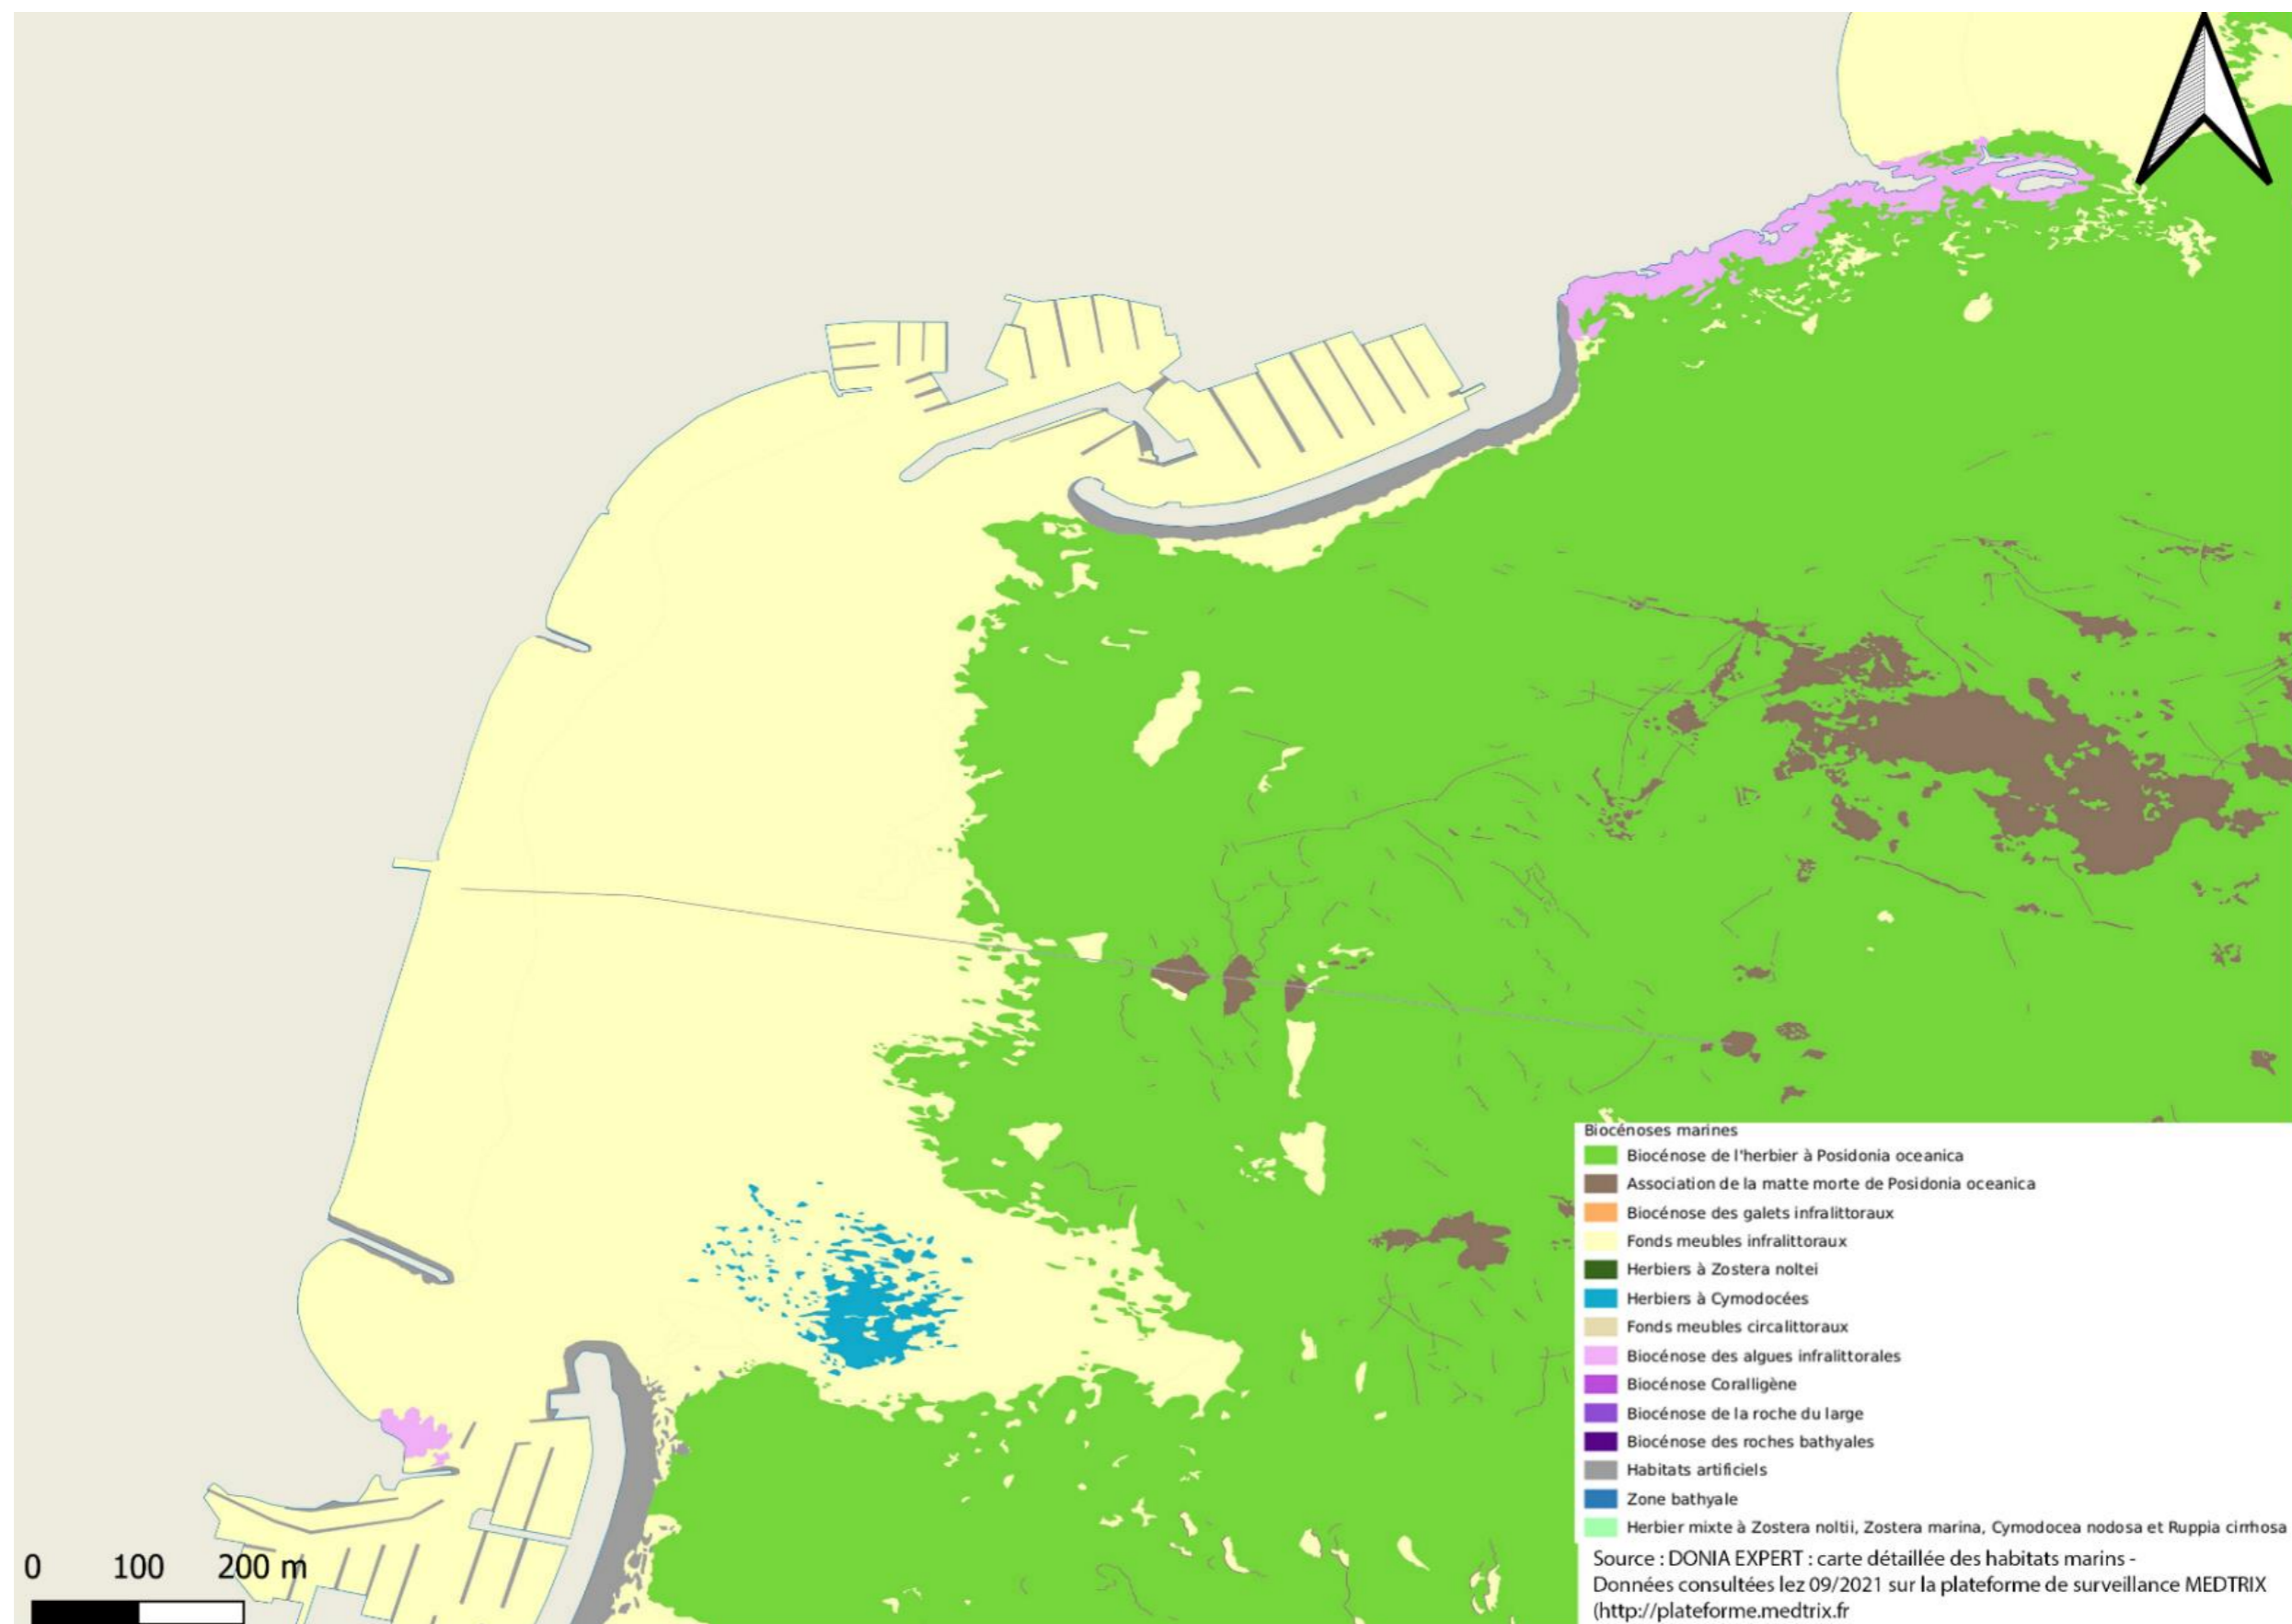 Biocénoses marines
Biocénose de l'herbier à Posidonia oceanica
Association de la matte morte de Posidonia oceanica
Biocénose des galets infralittoraux
Fonds meubles infralittoraux
Herbiers à Zostera noltei
Herbiers à Cymodocées
Fonds meubles circalittoraux
Biocénose des algues infralittorales
Biocénose Coralligène
Biocénose de la roche du large
Biocénose des roches bathyales
Habitats artificiels
Zone bathyale
Herbier mixte à Zostera noltii, Zostera marina, Cymodocea nodosa et Ruppia cirrhosa
Source : DONIA EXPERT : carte détaillée des habitats marins -
Données consultées lez 09/2021 sur la plateforme de surveillance MEDTRIX
(http://plateforme.medtrix.fr
0 100 200 m